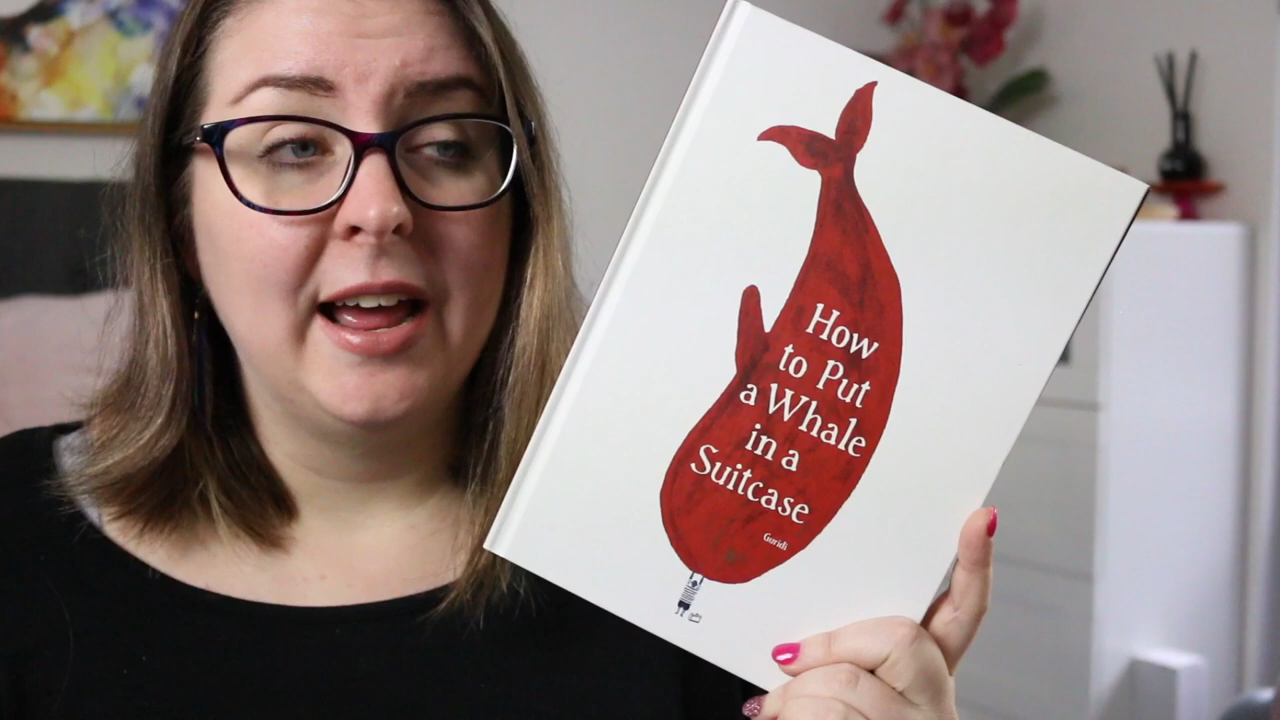 How
to Put
a Whale
in a
Suitcase
Guridi